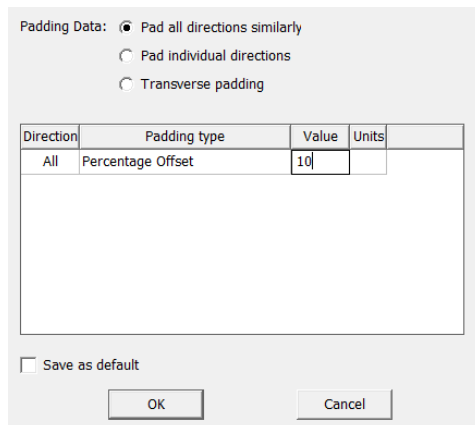 Padding Data: Pad all directions similarly
Pad individual directions
Transverse padding
Direction Padding type Value Units
All Percentage Offset 10
Save as default
OK Cancel